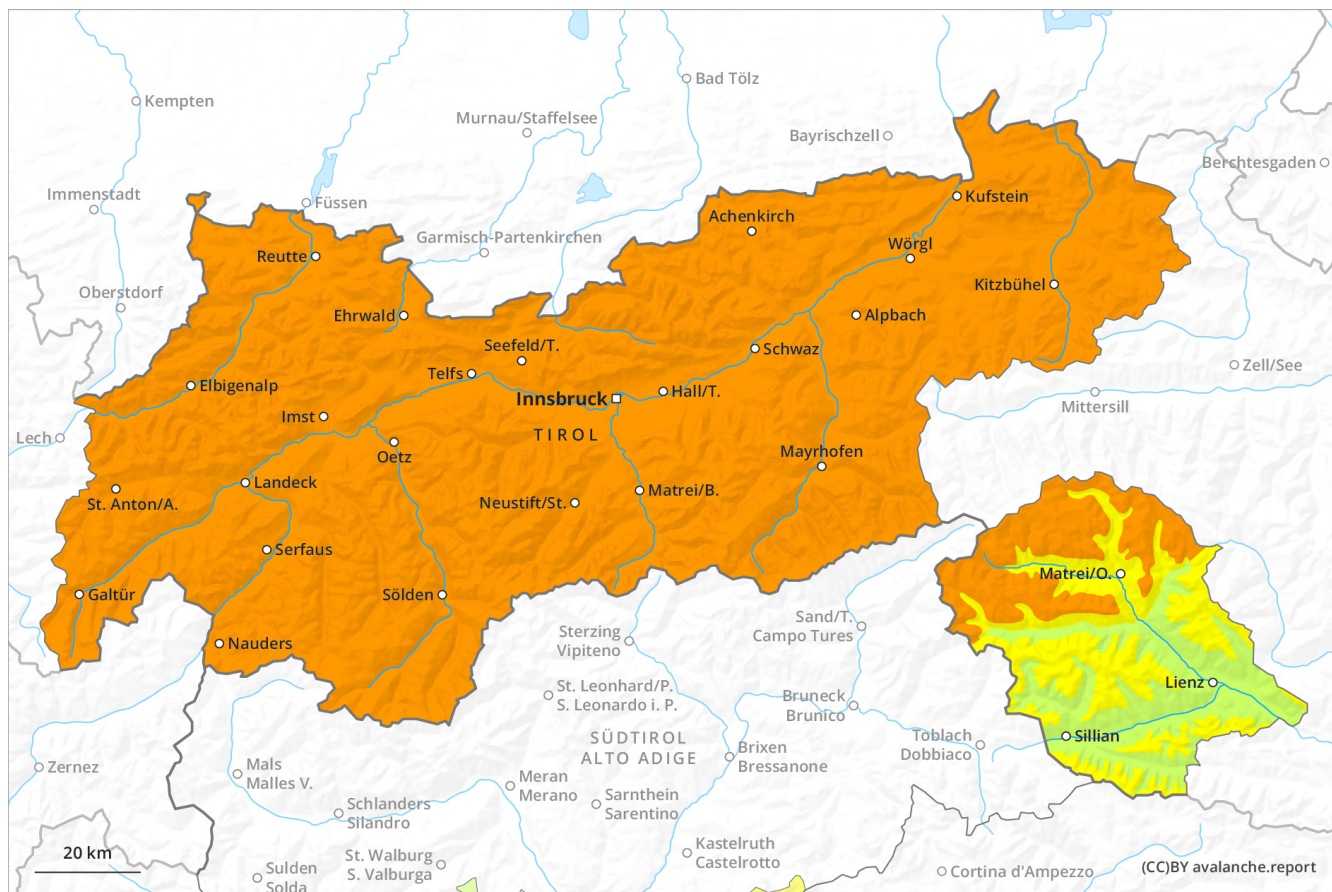 Bad Tölz
Kempten
Murnau/Staffelsee
Bayrischzell
Berchtesgaden
Immenstadt
Füssen
Kufstein
Achenkirch
Garmisch-Partenkirchen
Wörgl
Reutte
Kitzbühel
Oberstdorf
Ehrwald
Alpbach
Seefeld/T.
Schwaz
Zell/See
Telfs
Elbigenalp
Hall/T.
Innsbruck
Mittersill
Imst
TIROL
Lech
Oetz
Mayrhofen
Landeck
St. Anton/A.
Matrei/B.
Neustift/St.
Serfaus
Matrei/O.
Galtür
Sölden
Sand/T.
Campo Tures
Sterzing
Vipiteno
Nauders
Lienz
St. Leonhard/P.
S. Leonardo i. P.
Bruneck
Brunico
SÜDTIROL
ALTO ADIGE
Toblach
Dobbiaco
Sillian
Brixen
Bressanone
Zernez
Mals
Malles V.
Meran
Merano
Sarnthein
Sarentino
Schlanders
Silandro
Kastelruth
Castelrotto
20 km
St. Walburg
S. Valburga
Sulden
Solda
Cortina d'Ampezzo
(CC)BY avalanche.report